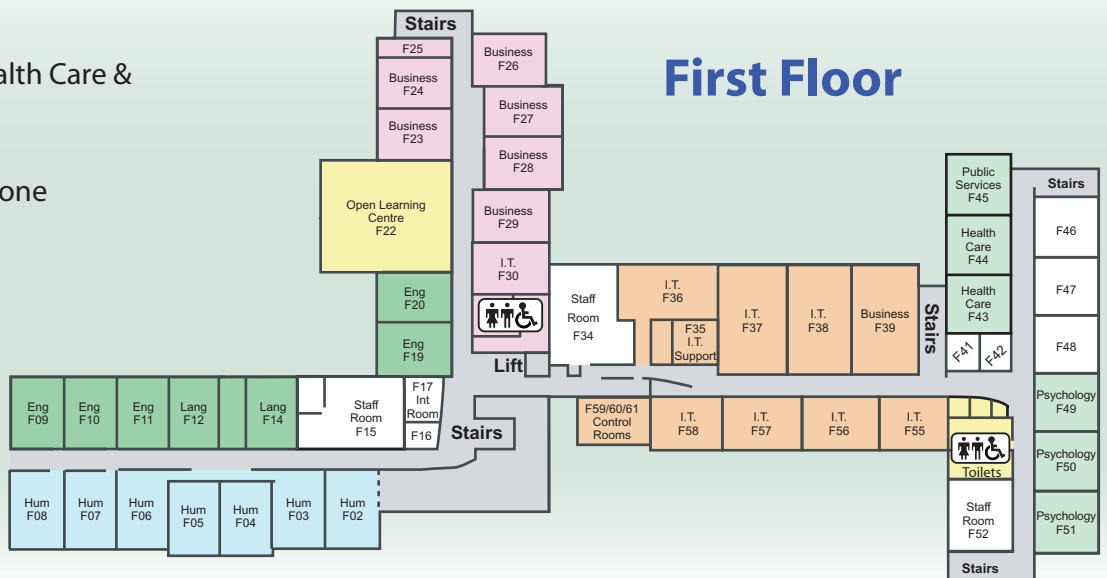 alth Care &
one
First Floor
Stairs
F25
Business
F24
Business
F23
Open Learning
Centre
F22
Eng
F20
Eng
F19
Business
F26
Business
F27
Business
F28
Business
F29
I.T.
F30
Lift
Staff
Room
F34
I.T.
F36
F35
I.T.
Support
I.T.
F37
I.T.
F38
Business
F39
Stairs
Public
Services
F45
Health
Care
F44
Health
Care
F43
F41
F42
Stairs
F46
F47
F48
Psychology
F49
Psychology
F50
Psychology
F51
Eng
F09
Eng
F10
Eng
F11
Lang
F12
Lang
F14
Staff
Room
F15
F17
Int
Room
F16
Stairs
F59/60/61
Control
Rooms
I.T.
F58
I.T.
F57
I.T.
F56
I.T.
F55
Toilets
Staff
Room
F52
Stairs
Hum
F08
Hum
F07
Hum
F06
Hum
F05
Hum
F04
Hum
F03
Hum
F02